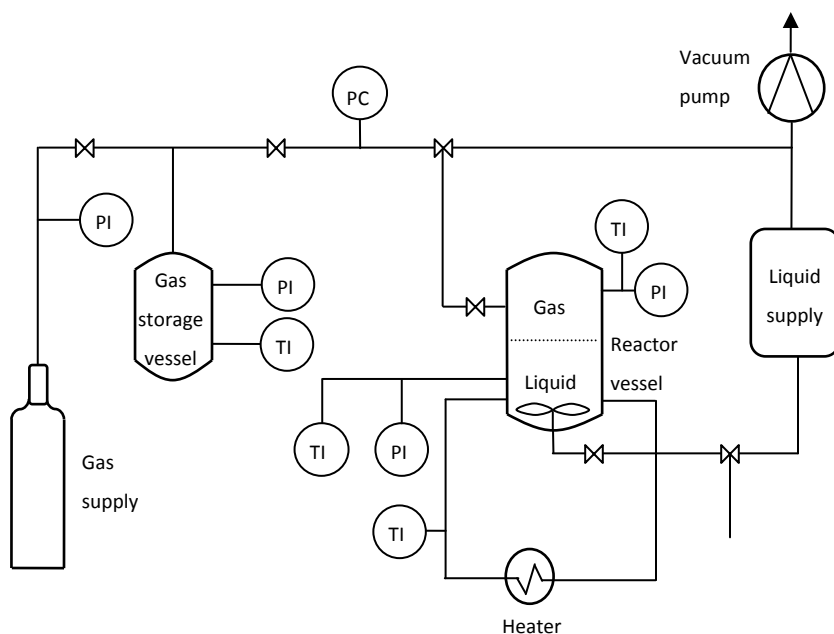 Vacuum
pump
PC
PI
TI
PI
Gas
storage
vessel
PI
TI
Gas
Liquid
Reactor
vessel
Liquid
supply
TI
PI
Gas
supply
TI
Heater